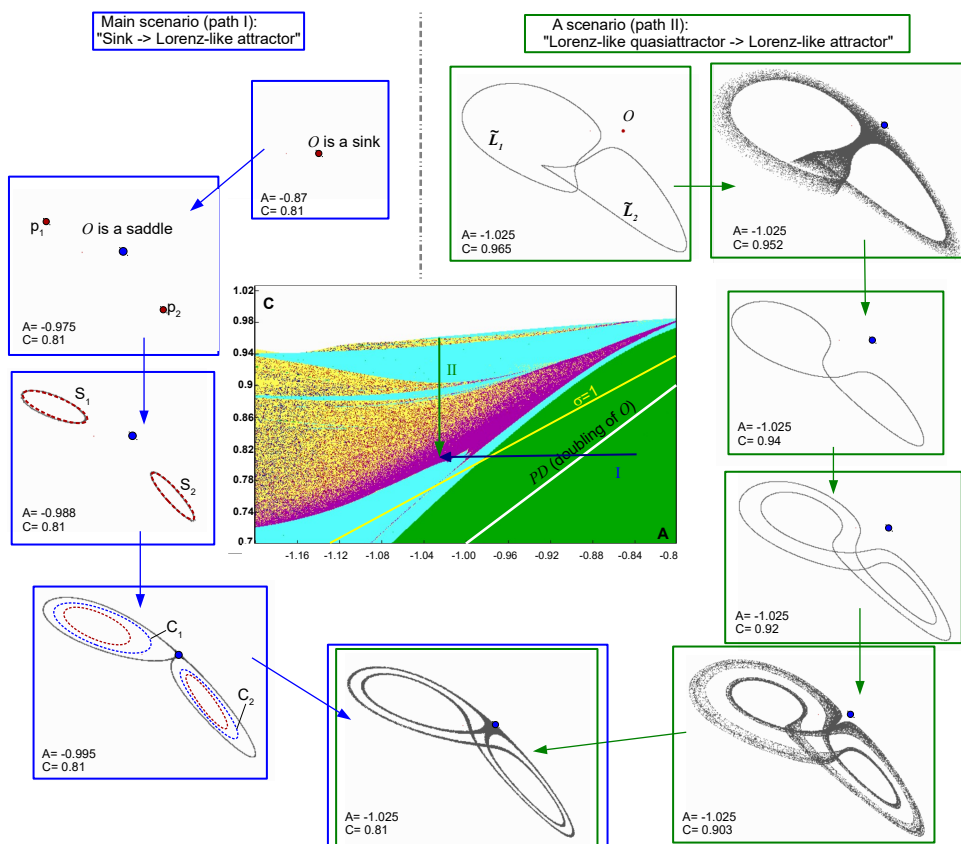 Main scenario (path I):
"Sink -> Lorenz-like attractor"
A scenario (path II):
"Lorenz-like quasiattractor -> Lorenz-like attractor"
O is a sink
A= -0.87
C= 0.81
p1
O is a saddle
p2
A= -0.975
C= 0.81
S1
S2
A= -0.988
C= 0.81
C1
C2
A= -0.995
C= 0.81
L̃1
O
L̃2
A= -1.025
C= 0.965
A= -1.025
C= 0.952
A= -1.025
C= 0.94
A= -1.025
C= 0.92
A= -1.025
C= 0.903
A= -1.025
C= 0.81
C
1.02
0.98
0.94
0.9
0.86
0.82
0.78
0.74
0.7
II
σ=1
PD (doubling of O)
I
A
-1.16 -1.12 -1.08 -1.04 -1.00 -0.96 -0.92 -0.88 -0.84 -0.8